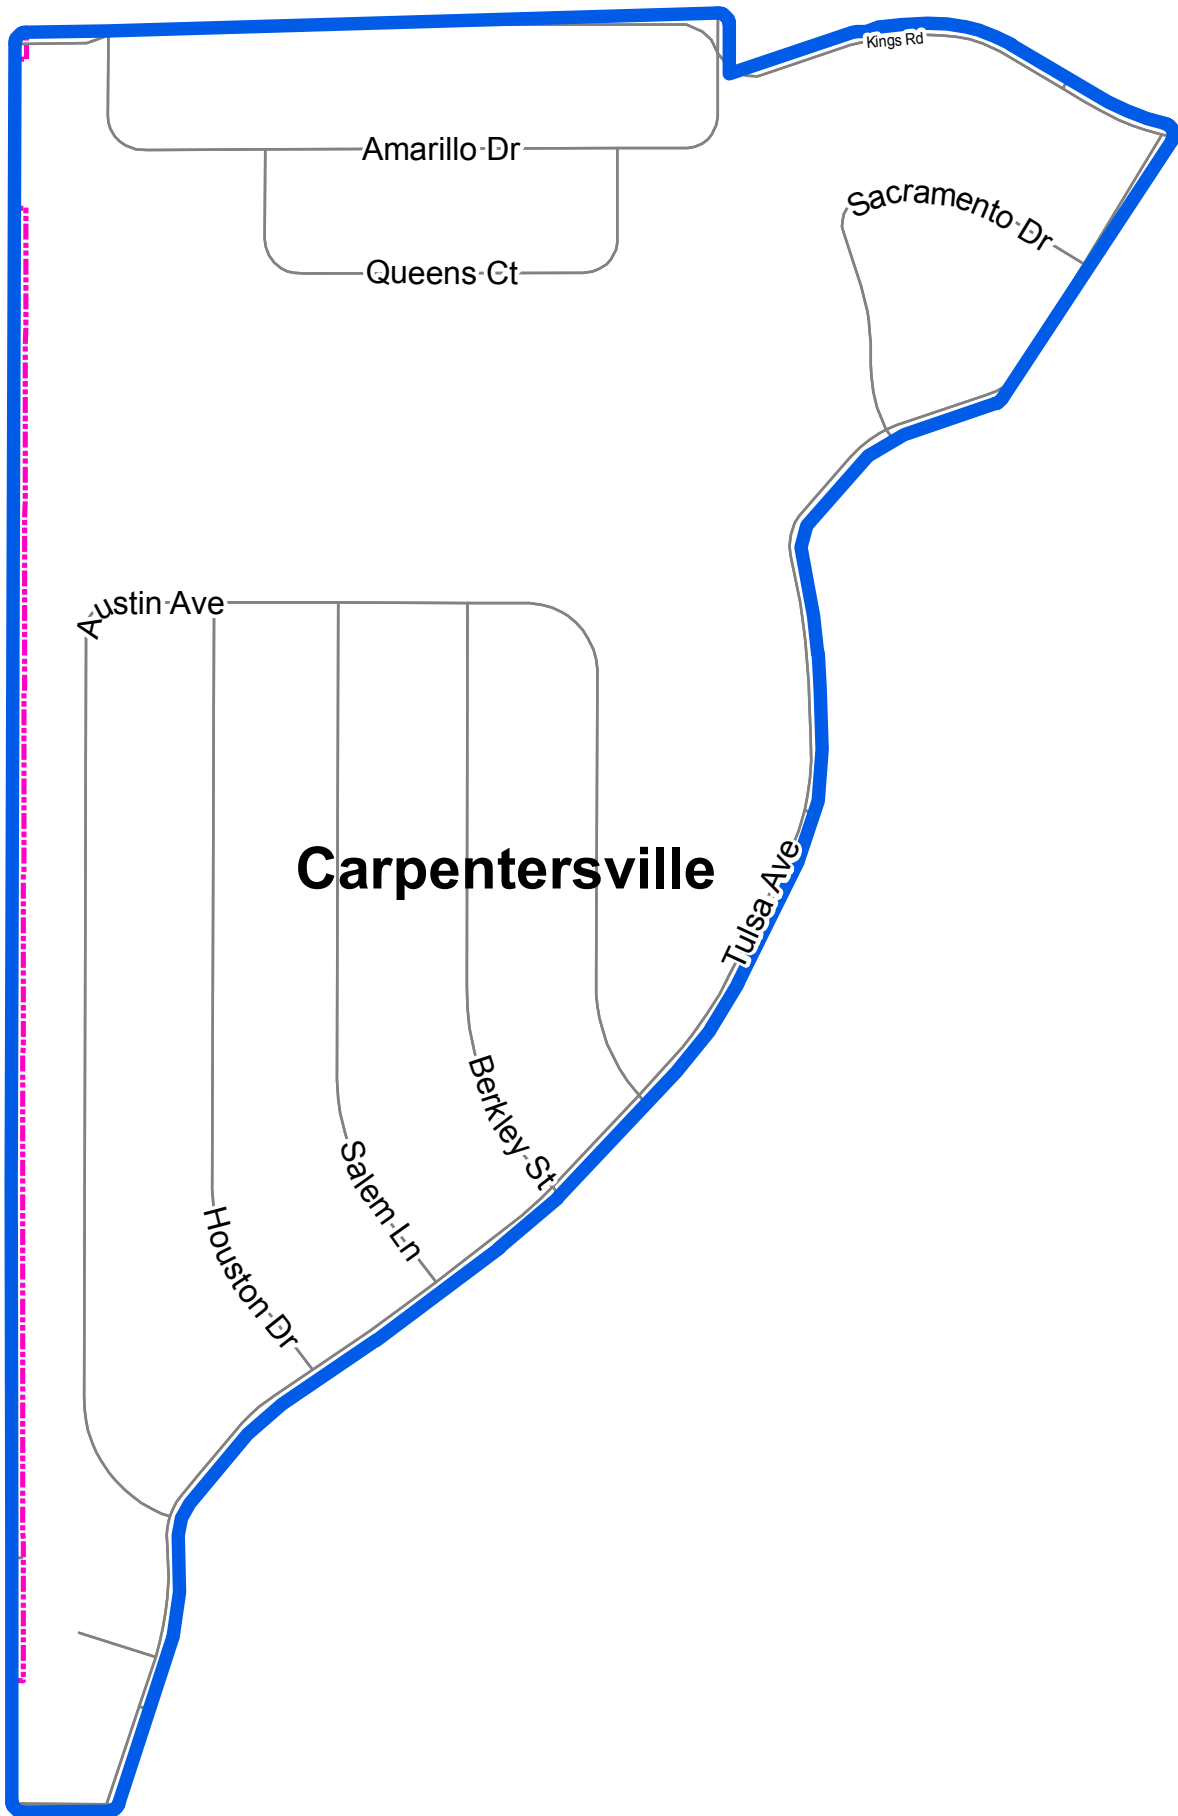 Kings Rd
Amarillo Dr
Sacramento Dr
Queens Ct
Austin Ave
Carpentersville
Tulsa Ave
Berkley St
Salem Ln
Houston Dr